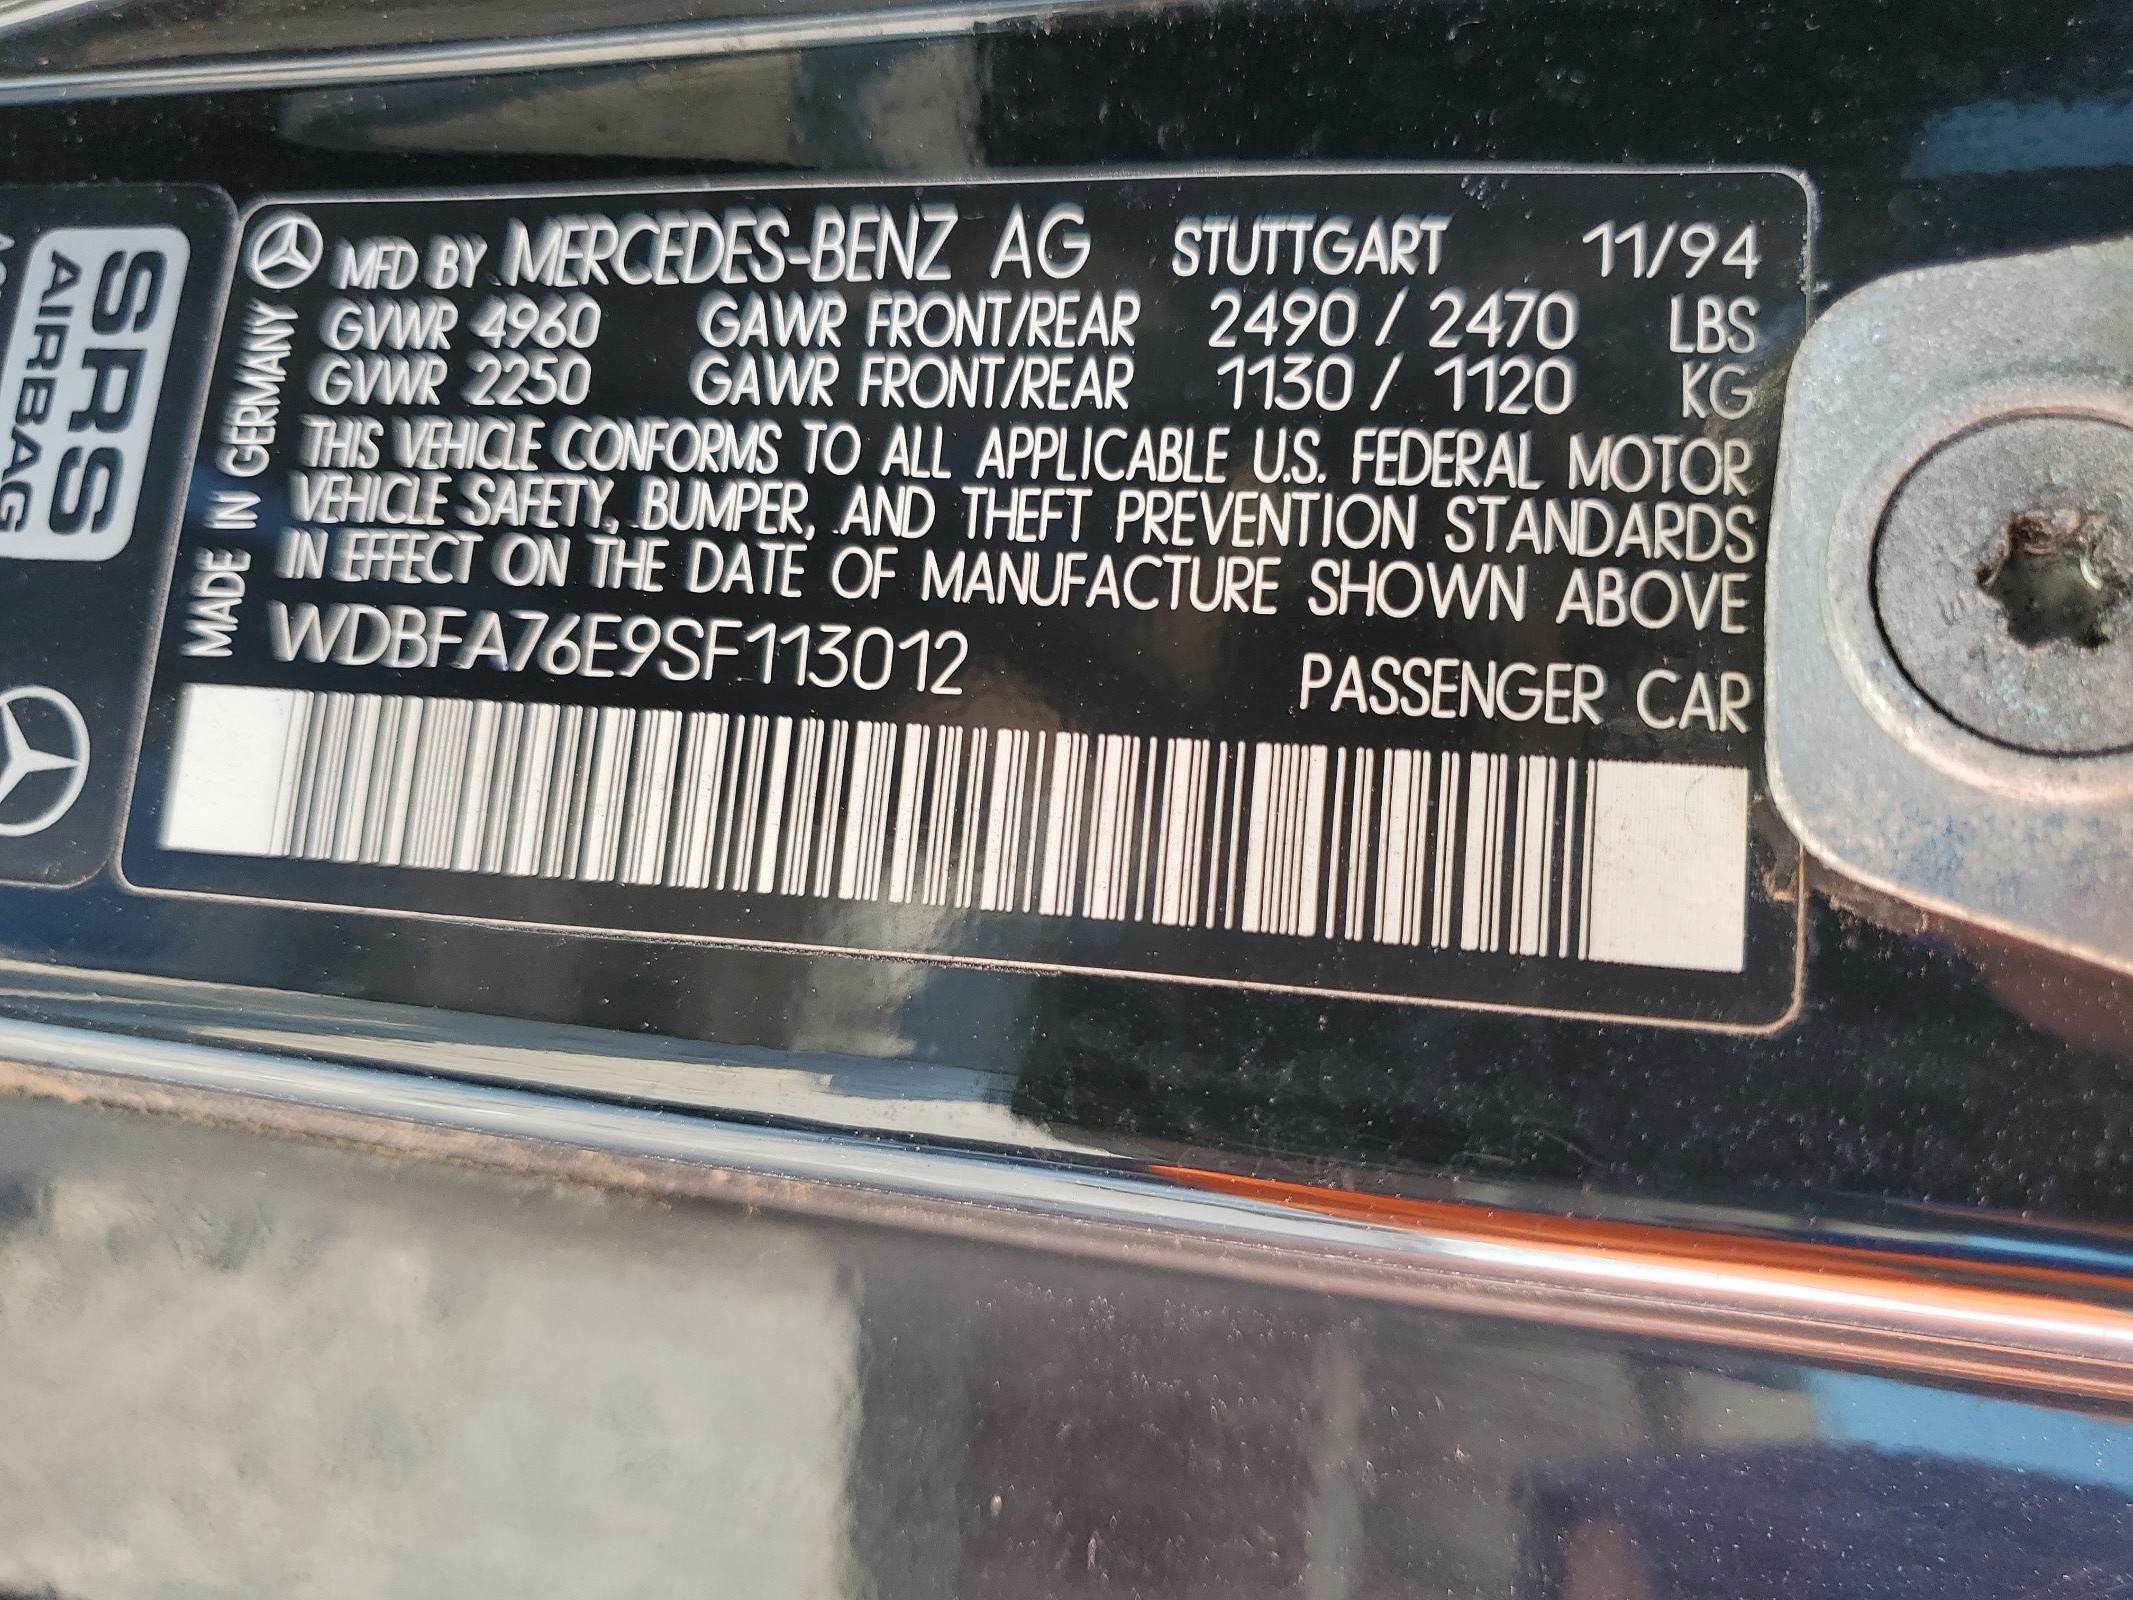 SRS
AIRBAG
MADE IN GERMANY
MFD BY MERCEDES-BENZ AG STUTTGART 11/94
GVWR 4960 GAWR FRONT/REAR 2490 / 2470 LBS
GVWR 2250 GAWR FRONT/REAR 1130 / 1120 KG
THIS VEHICLE CONFORMS TO ALL APPLICABLE U.S. FEDERAL MOTOR
VEHICLE SAFETY, BUMPER, AND THEFT PREVENTION STANDARDS
IN EFFECT ON THE DATE OF MANUFACTURE SHOWN ABOVE
WDBFA76E9SF113012 PASSENGER CAR